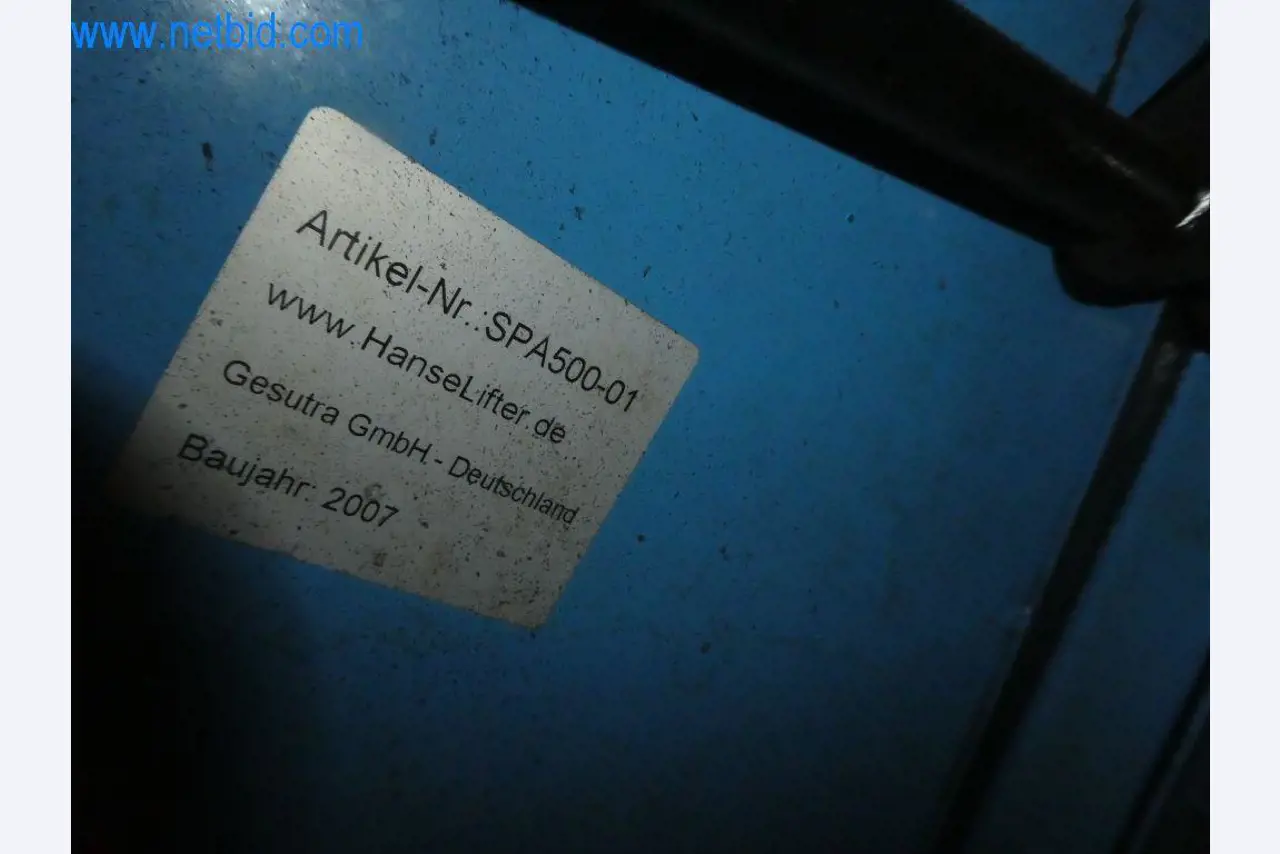 www.netbid.com
Artikel-Nr.:SPA500-01
www.HanseLifter.de
Gesutra GmbH - Deutschland
Baujahr: 2007